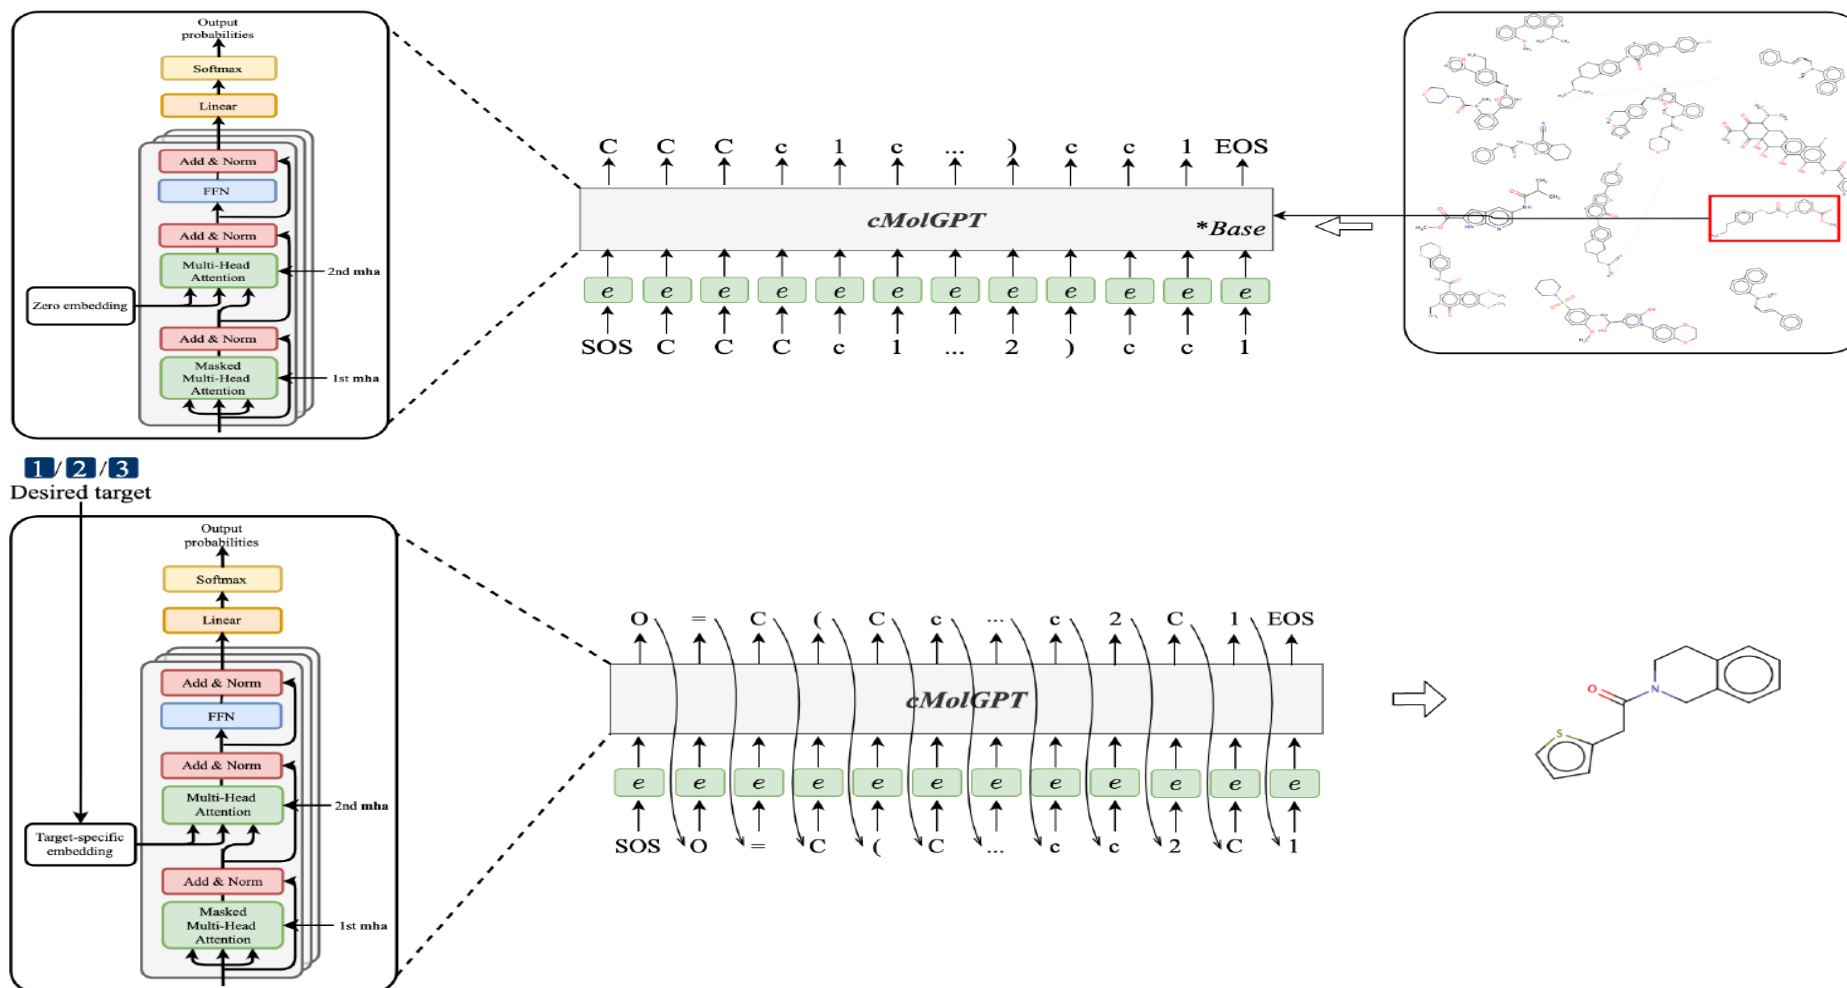 Output
probabilities
Softmax
Linear
Add & Norm
FFN
Add & Norm
Multi-Head
Attention
2nd mha
Zero embedding
Add & Norm
Masked
Multi-Head
Attention
1st mha
C C C c 1 c ... ) c c 1 EOS
cMolGPT
*Base
e e e e e e e e e e e e
SOS C C C c 1 ... 2 ) c c 1
1 / 2 / 3
Desired target
Output
probabilities
Softmax
Linear
Add & Norm
FFN
Add & Norm
Multi-Head
Attention
2nd mha
Target-specific
embedding
Add & Norm
Masked
Multi-Head
Attention
1st mha
O = C ( C c ... c 2 C 1 EOS
cMolGPT
e e e e e e e e e e e e
SOS O = C ( C ... c c 2 C 1
O
N
S